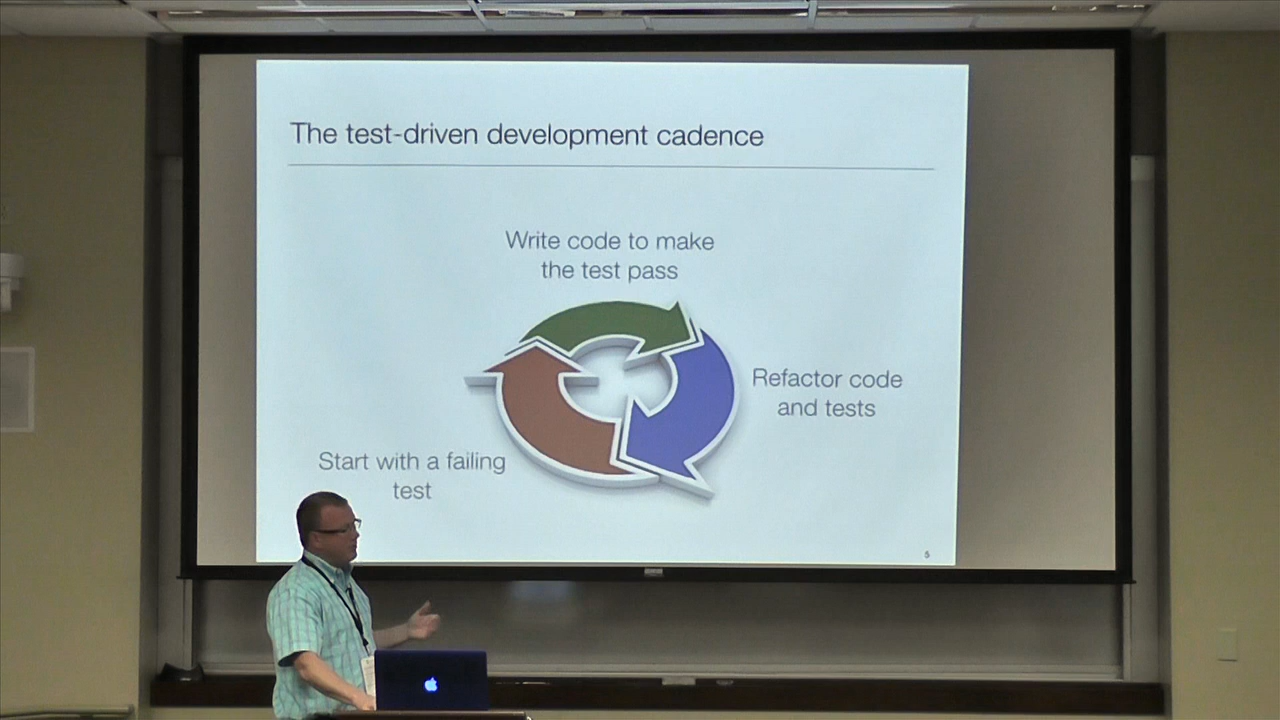 The test-driven development cadence
Write code to make
the test pass
Refactor code
and tests
Start with a failing
test
5